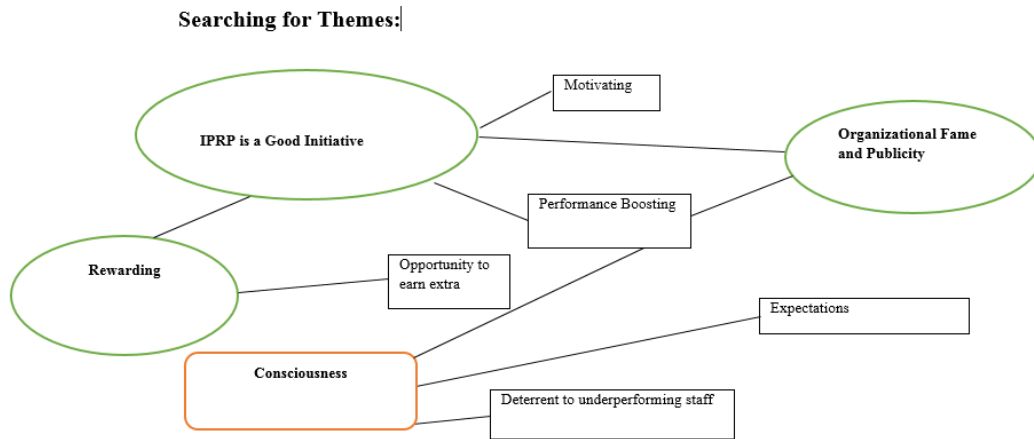 Searching for Themes:
Motivating
IPRP is a Good Initiative
Organizational Fame
and Publicity
Performance Boosting
Rewarding
Opportunity to
earn extra
Expectations
Consciousness
Deterrent to underperforming staff